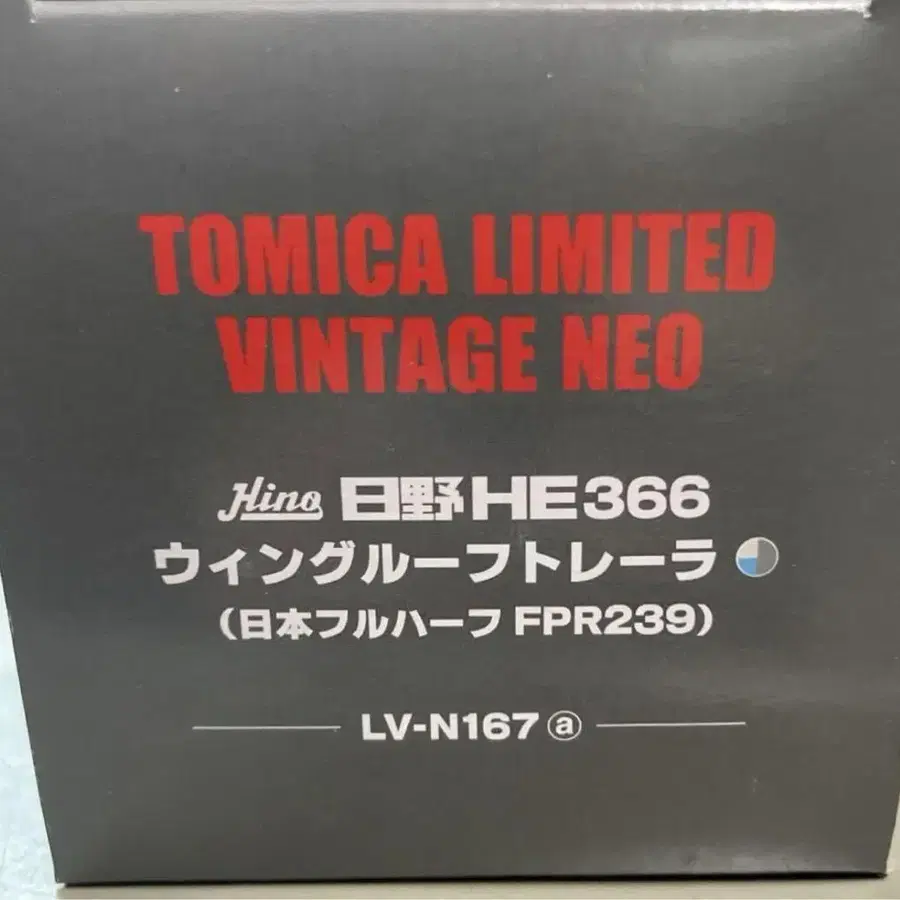 TOMICA LIMITED
VINTAGE NEO
Hino 日野HE366
ウィングルーフトレーラ
(日本フルハーフ FPR239)
LV-N167ⓐ